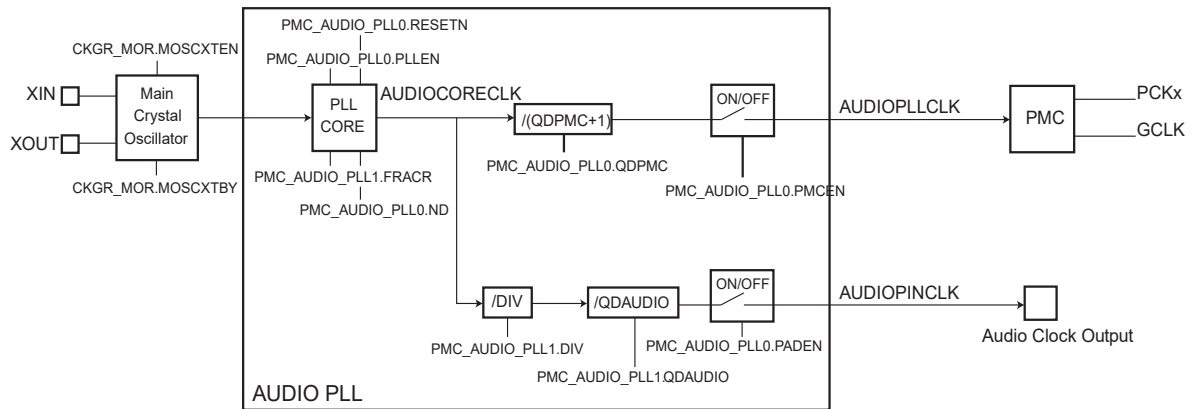 PMC_AUDIO_PLL0.RESETN
CKGR_MOR.MOSCXTEN
PMC_AUDIO_PLL0.PLLEN
XIN
XOUT
Main
Crystal
Oscillator
PLL
CORE
AUDIOCORECLK
/(QDPMC+1)
ON/OFF
AUDIOPLLCLK
PMC
PCKx
GCLK
CKGR_MOR.MOSCXTBY
PMC_AUDIO_PLL1.FRACR
PMC_AUDIO_PLL0.ND
PMC_AUDIO_PLL0.QDPMC
PMC_AUDIO_PLL0.PMCEN
/DIV
/QDAUDIO
ON/OFF
AUDIOPINCLK
Audio Clock Output
PMC_AUDIO_PLL1.DIV
PMC_AUDIO_PLL0.PADEN
PMC_AUDIO_PLL1.QDAUDIO
AUDIO PLL